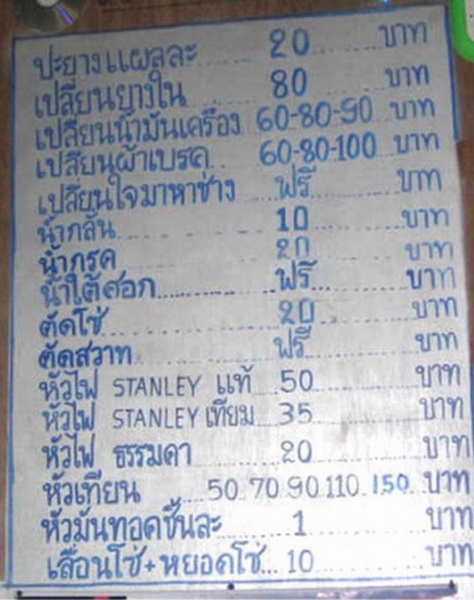 ปะยางแผลละ ........ 20 ........ บาท
เปลี่ยนยางใน 80 ........ บาท
เปลี่ยนน้ำมันเครื่อง 60-80-90 บาท
เปลี่ยนผ้าเบรค.. 60-80-100 บาท
เปลี่ยนใจมาหาช่าง ฟรี บาท
น้ำกลั่น ........ 10 ........ บาท
น้ำกรด ........ 20 ........ บาท
น้ำใต้ศอก ........ ฟรี ........ บาท
ตัดโซ่ ........ 20 ........ บาท
ตัดสวาท ........ ฟรี ........ บาท
หัวไฟ STANLEY แท้ 50 ........ บาท
หัวไฟ STANLEY เทียม 35 ........ บาท
หัวไฟ ธรรมดา ........ 20 ........ บาท
หัวเทียน ........ 50.70.90.110.150 บาท
หัวมันทอดชิ้นละ ........ 1 ........ บาท
เลื่อนโซ่+หยอดโซ่... 10 ........ บาท